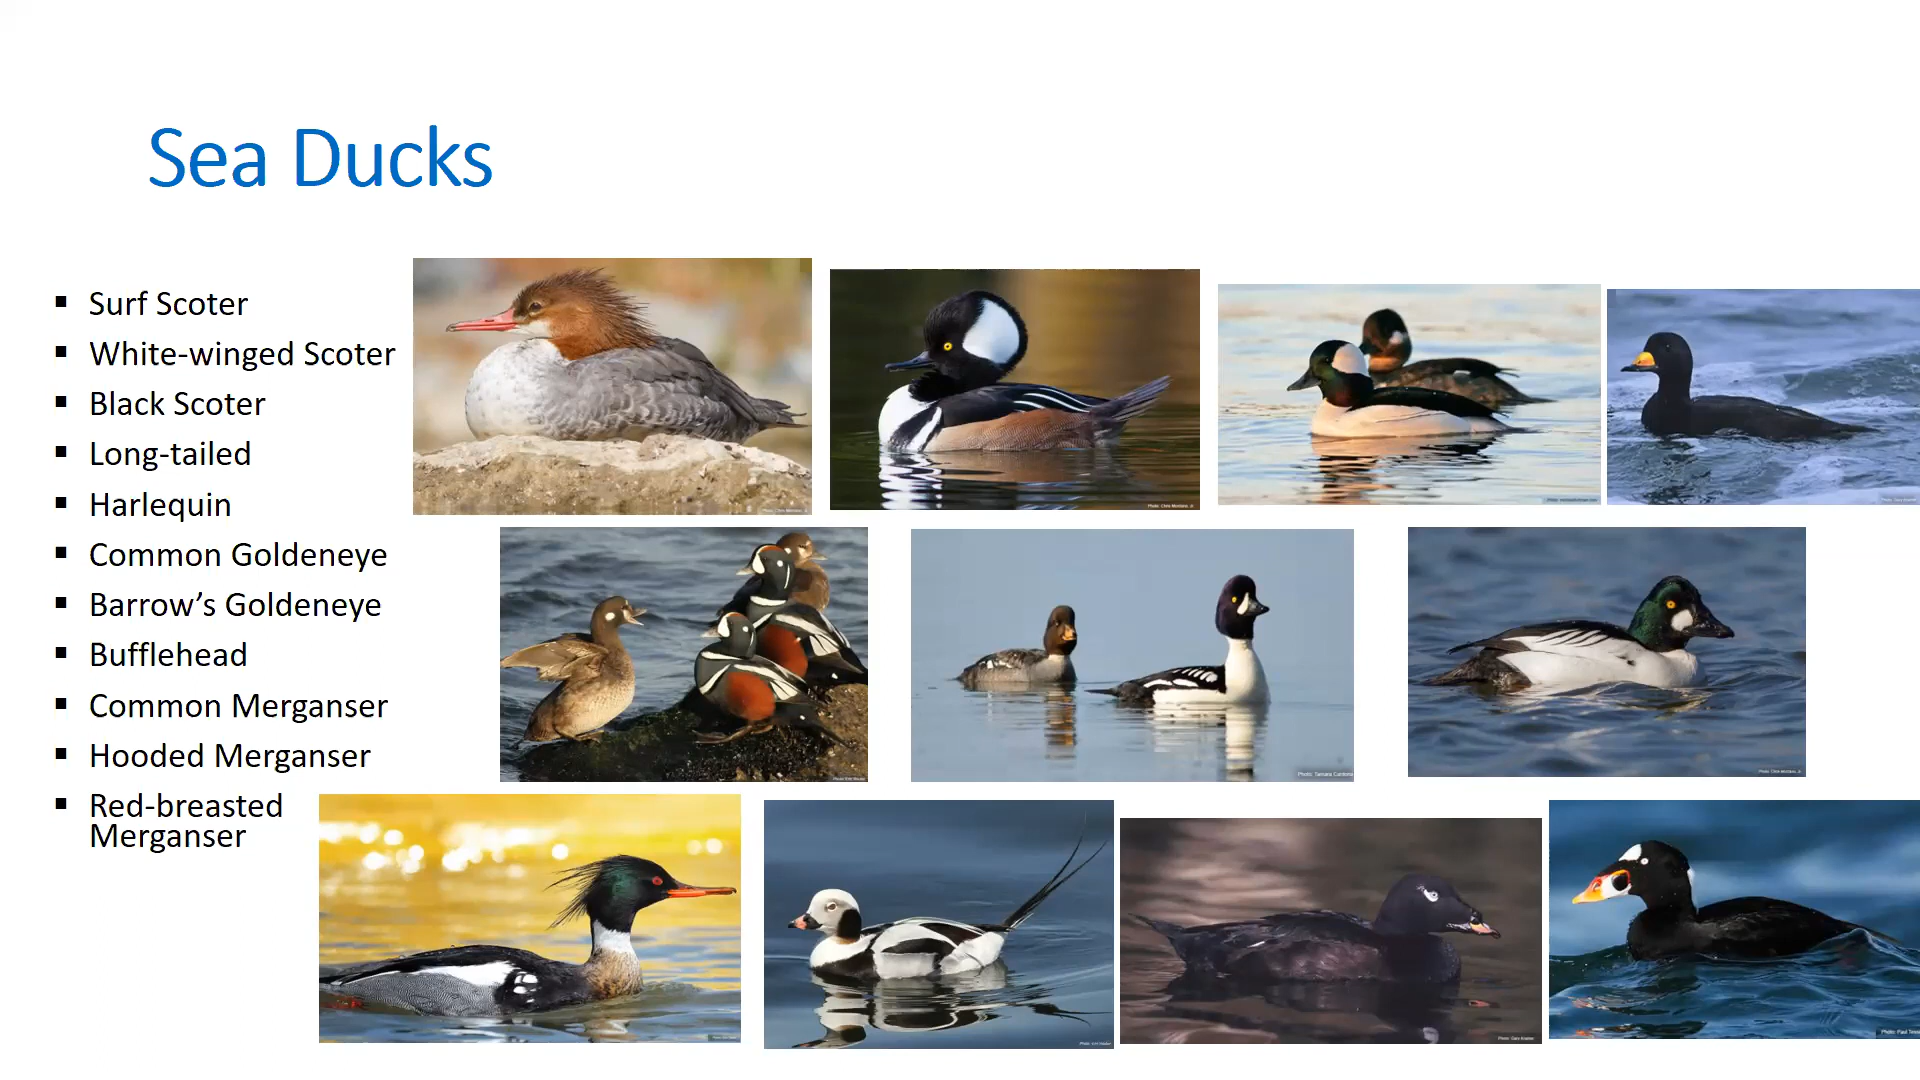 Sea Ducks
▪ Surf Scoter
▪ White-winged Scoter
▪ Black Scoter
▪ Long-tailed
▪ Harlequin
▪ Common Goldeneye
▪ Barrow’s Goldeneye
▪ Bufflehead
▪ Common Merganser
▪ Hooded Merganser
▪ Red-breasted
Merganser